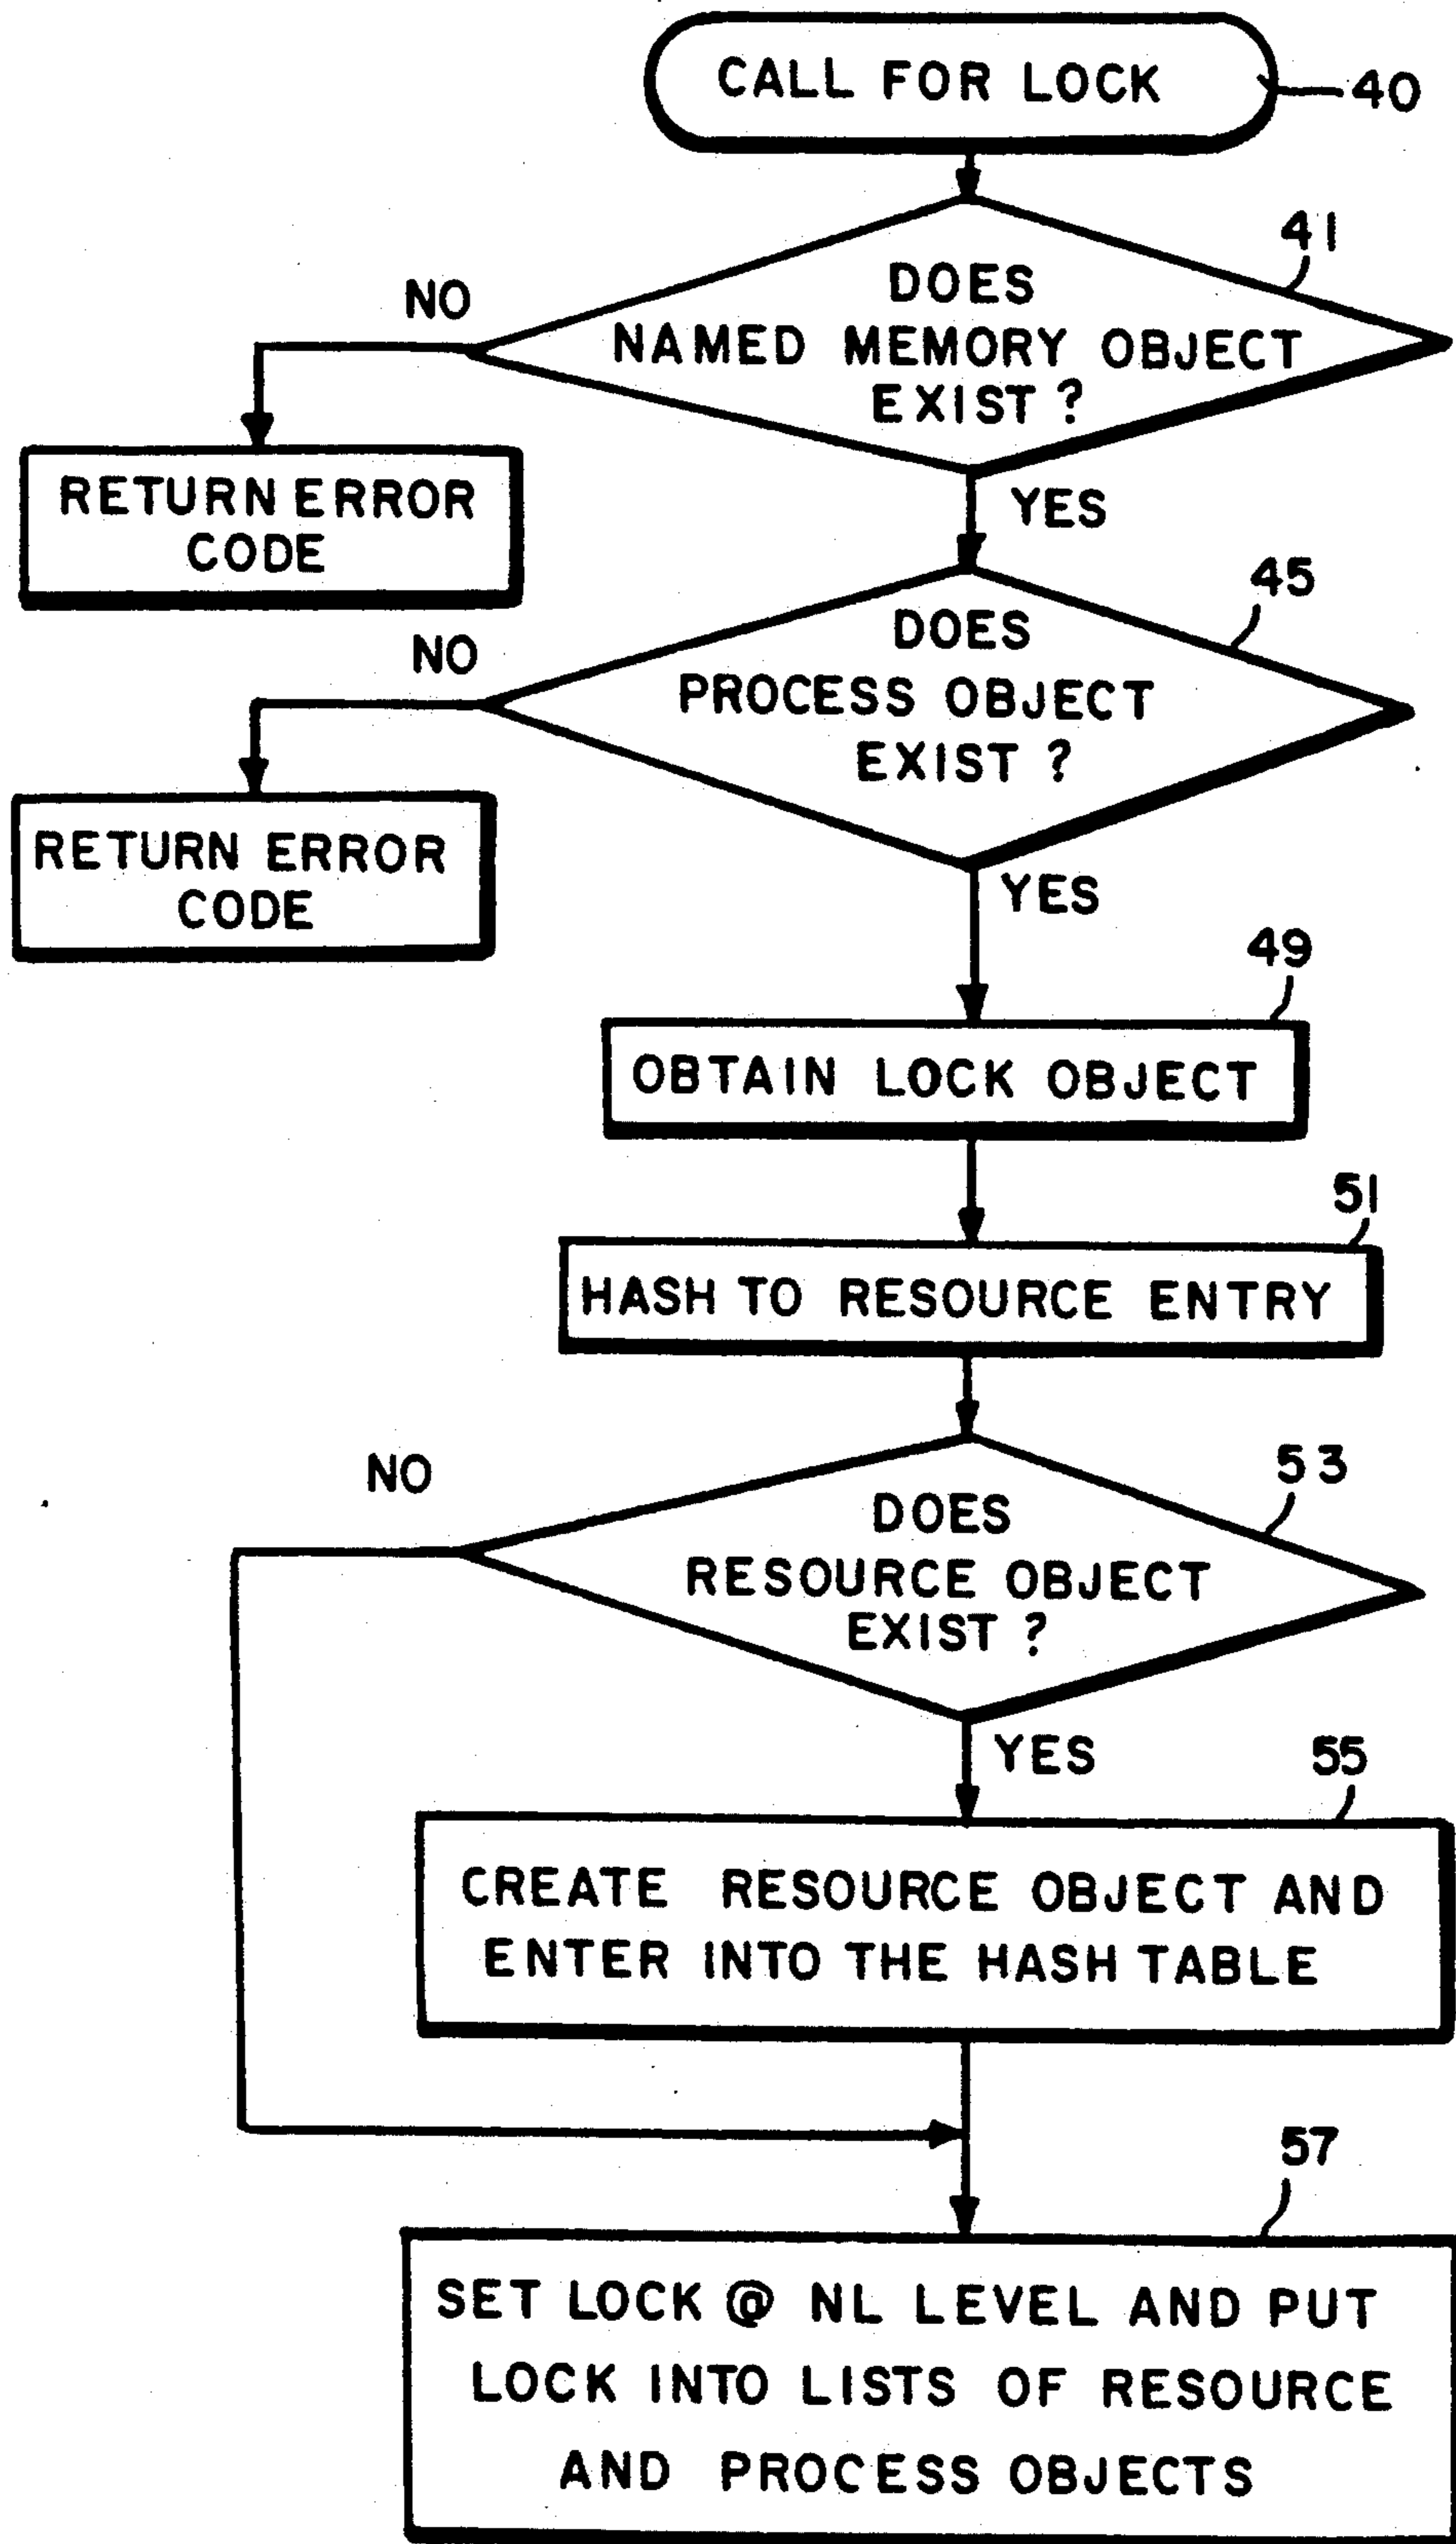 CALL FOR LOCK
40
41
DOES
NAMED MEMORY OBJECT
EXIST ?
NO
RETURN ERROR
CODE
YES
45
DOES
PROCESS OBJECT
EXIST ?
NO
RETURN ERROR
CODE
YES
49
OBTAIN LOCK OBJECT
51
HASH TO RESOURCE ENTRY
53
NO
DOES
RESOURCE OBJECT
EXIST ?
YES
55
CREATE RESOURCE OBJECT AND
ENTER INTO THE HASH TABLE
57
SET LOCK @ NL LEVEL AND PUT
LOCK INTO LISTS OF RESOURCE
AND PROCESS OBJECTS